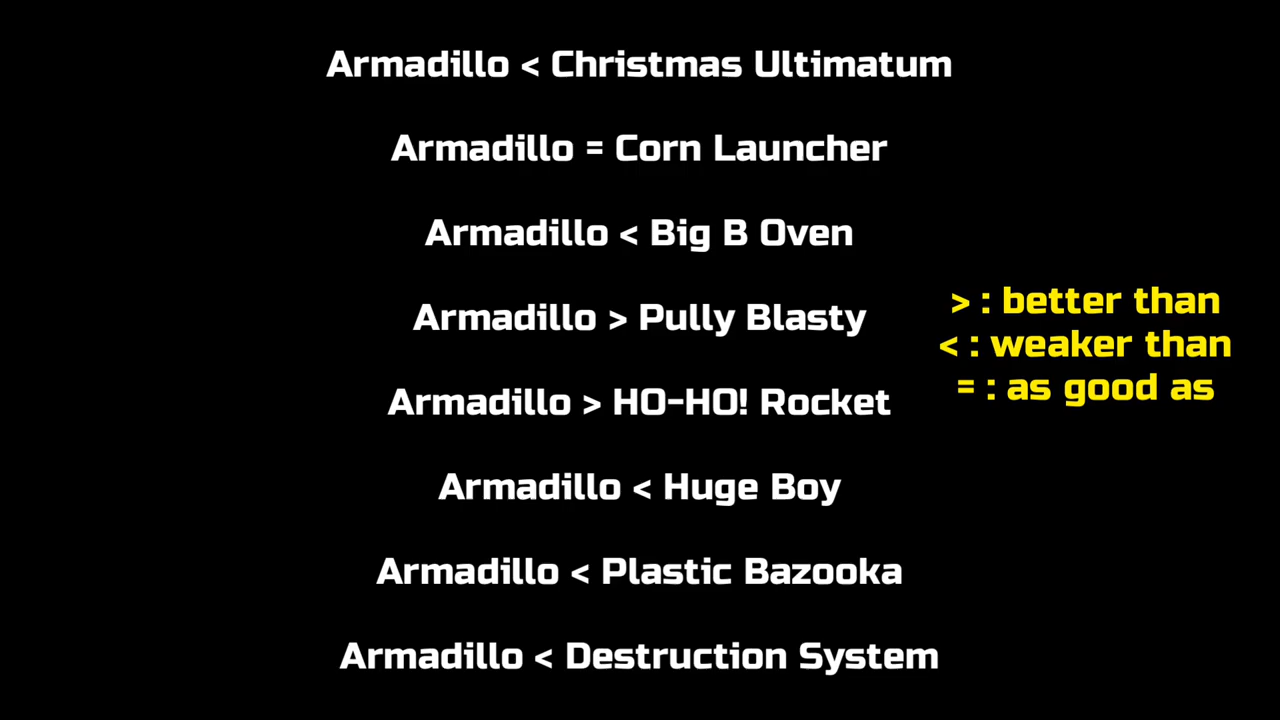 Armadillo < Christmas Ultimatum
Armadillo = Corn Launcher
Armadillo < Big B Oven
Armadillo > Pully Blasty
Armadillo > HO-HO! Rocket
Armadillo < Huge Boy
Armadillo < Plastic Bazooka
Armadillo < Destruction System
> : better than
< : weaker than
= : as good as